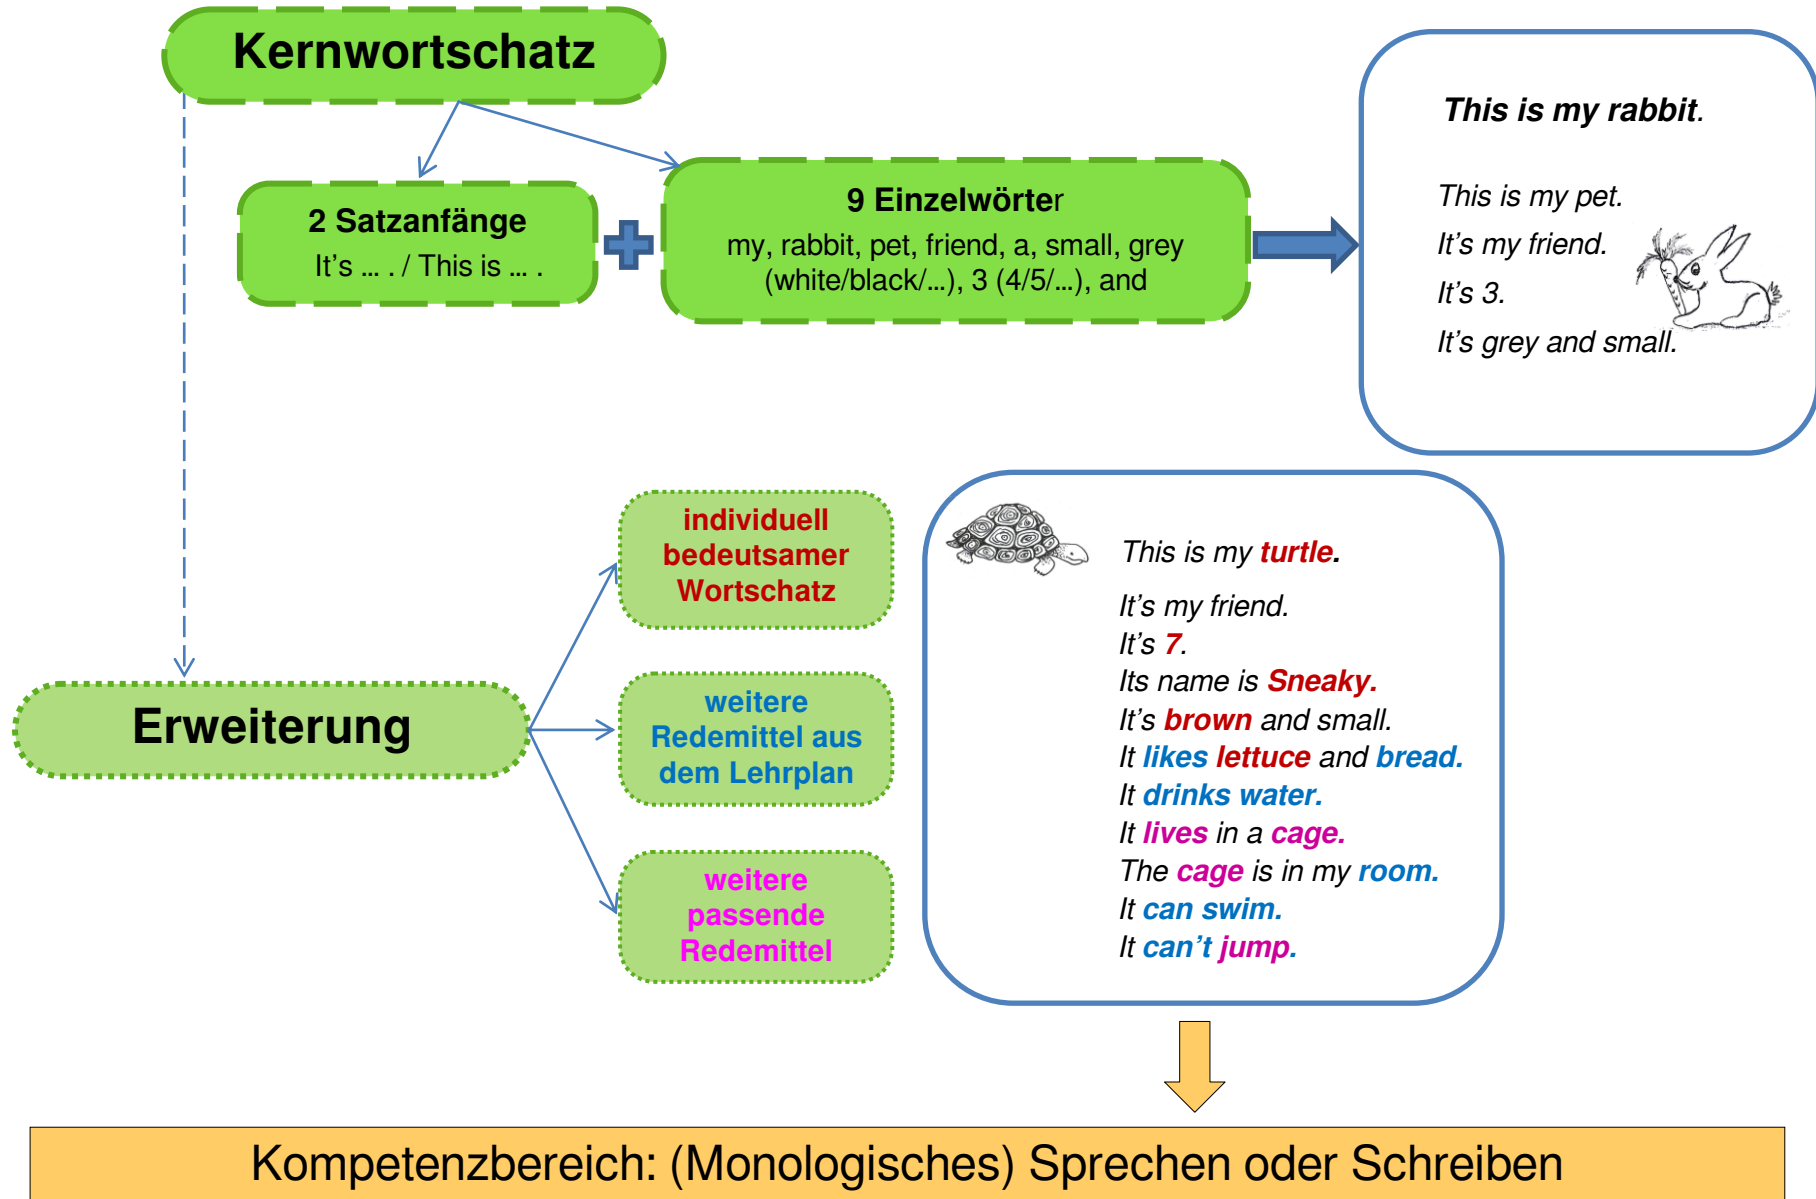 Kernwortschatz
2 Satzanfänge
It's ... . / This is ... .
9 Einzelwörter
my, rabbit, pet, friend, a, small, grey
(white/black/...), 3 (4/5/...), and
This is my rabbit.
This is my pet.
It's my friend.
It's 3.
It's grey and small.
Erweiterung
individuell
bedeutsamer
Wortschatz
weitere
Redemittel aus
dem Lehrplan
weitere
passende
Redemittel
This is my turtle.
It's my friend.
It's 7.
Its name is Sneaky.
It's brown and small.
It likes lettuce and bread.
It drinks water.
It lives in a cage.
The cage is in my room.
It can swim.
It can't jump.
Kompetenzbereich: (Monologisches) Sprechen oder Schreiben